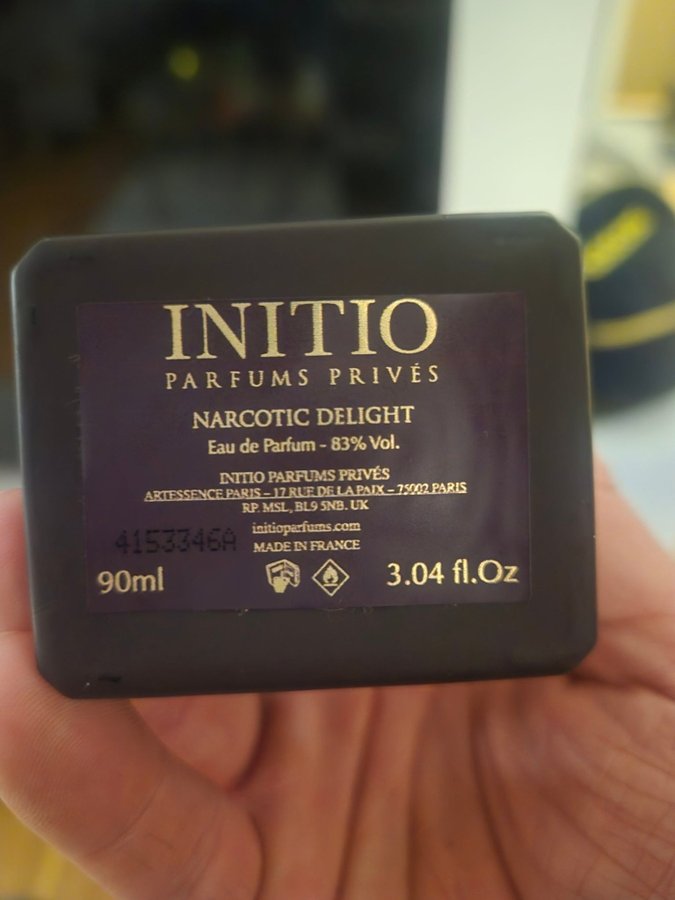 INITIO
PARFUMS PRIVÉS
NARCOTIC DELIGHT
Eau de Parfum – 83% Vol.
INITIO PARFUMS PRIVÉS
ARTESSENCE PARIS – 17 RUE DE LA PAIX – 75002 PARIS
RP. MSL, BL9 5NB. UK
initioparfums.com
4153346A MADE IN FRANCE
90ml 3.04 fl.Oz